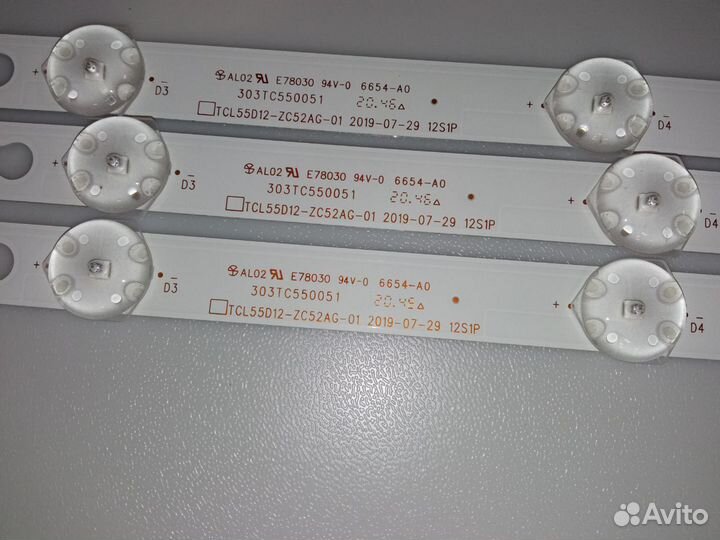 AL02 E78030 94V-0 6654-A0
+ D3 303TC550051 20.46 + D4
TCL55D12-ZC52AG-01 2019-07-29 12S1P
AL02 E78030 94V-0 6654-A0
+ D3 303TC550051 20.46 + D4
TCL55D12-ZC52AG-01 2019-07-29 12S1P
AL02 E78030 94V-0 6654-A0
+ D3 303TC550051 20.46 + D4
TCL55D12-ZC52AG-01 2019-07-29 12S1P
Avito